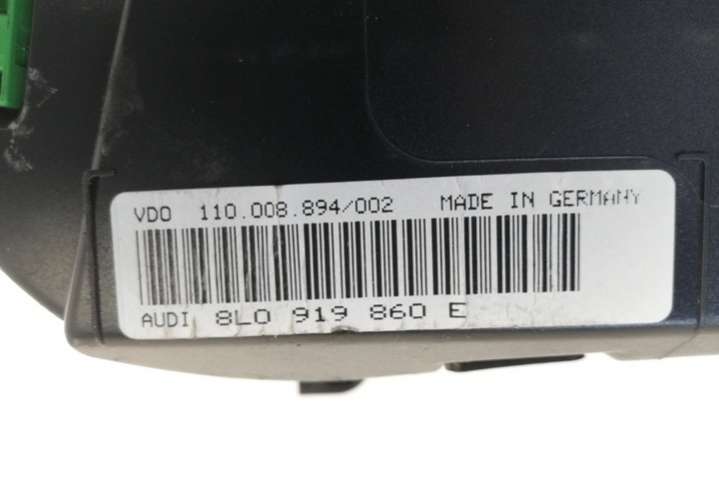 VDO 110.008.894/002 MADE IN GERMANY
AUDI 8L0 919 860 E